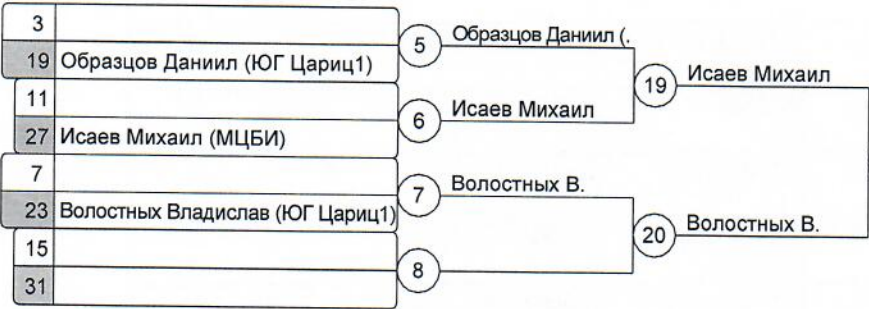 3
5 Образцов Даниил (.
19 Образцов Даниил (ЮГ Цариц1)
19 Исаев Михаил
11
6 Исаев Михаил
27 Исаев Михаил (МЦБИ)
7
7 Волостных В.
23 Волостных Владислав (ЮГ Цариц1)
20 Волостных В.
15
8
31